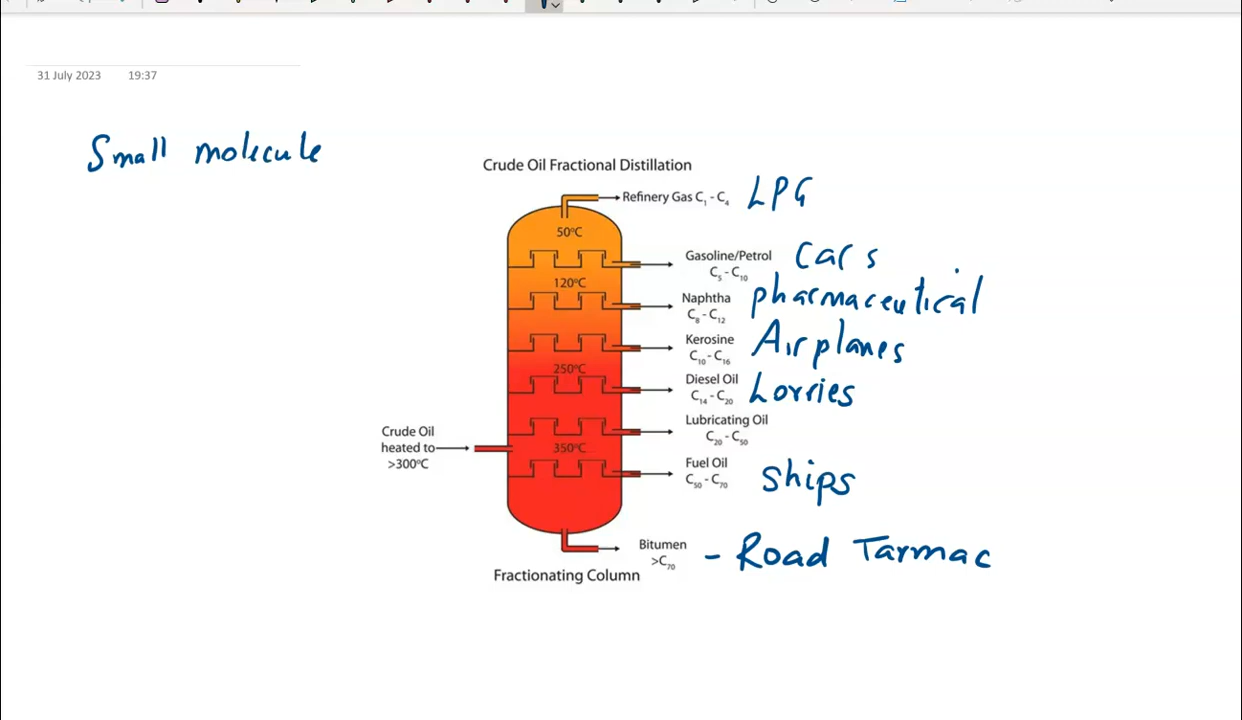 31 July 2023 19:37
Small molecule
Crude Oil Fractional Distillation
Refinery Gas C₁ - C₄ LPG
50°C
Gasoline/Petrol Cars
C₅ - C₁₀
120°C
Naphtha pharmaceutical
C₈ - C₁₂
Kerosine Airplanes
C₁₀ - C₁₆
250°C
Diesel Oil Lorries
C₁₄ - C₂₀
Lubricating Oil
C₂₀ - C₅₀
Crude Oil
heated to
>300°C
350°C
Fuel Oil ships
C₅₀ - C₇₀
Bitumen - Road Tarmac
>C₇₀
Fractionating Column